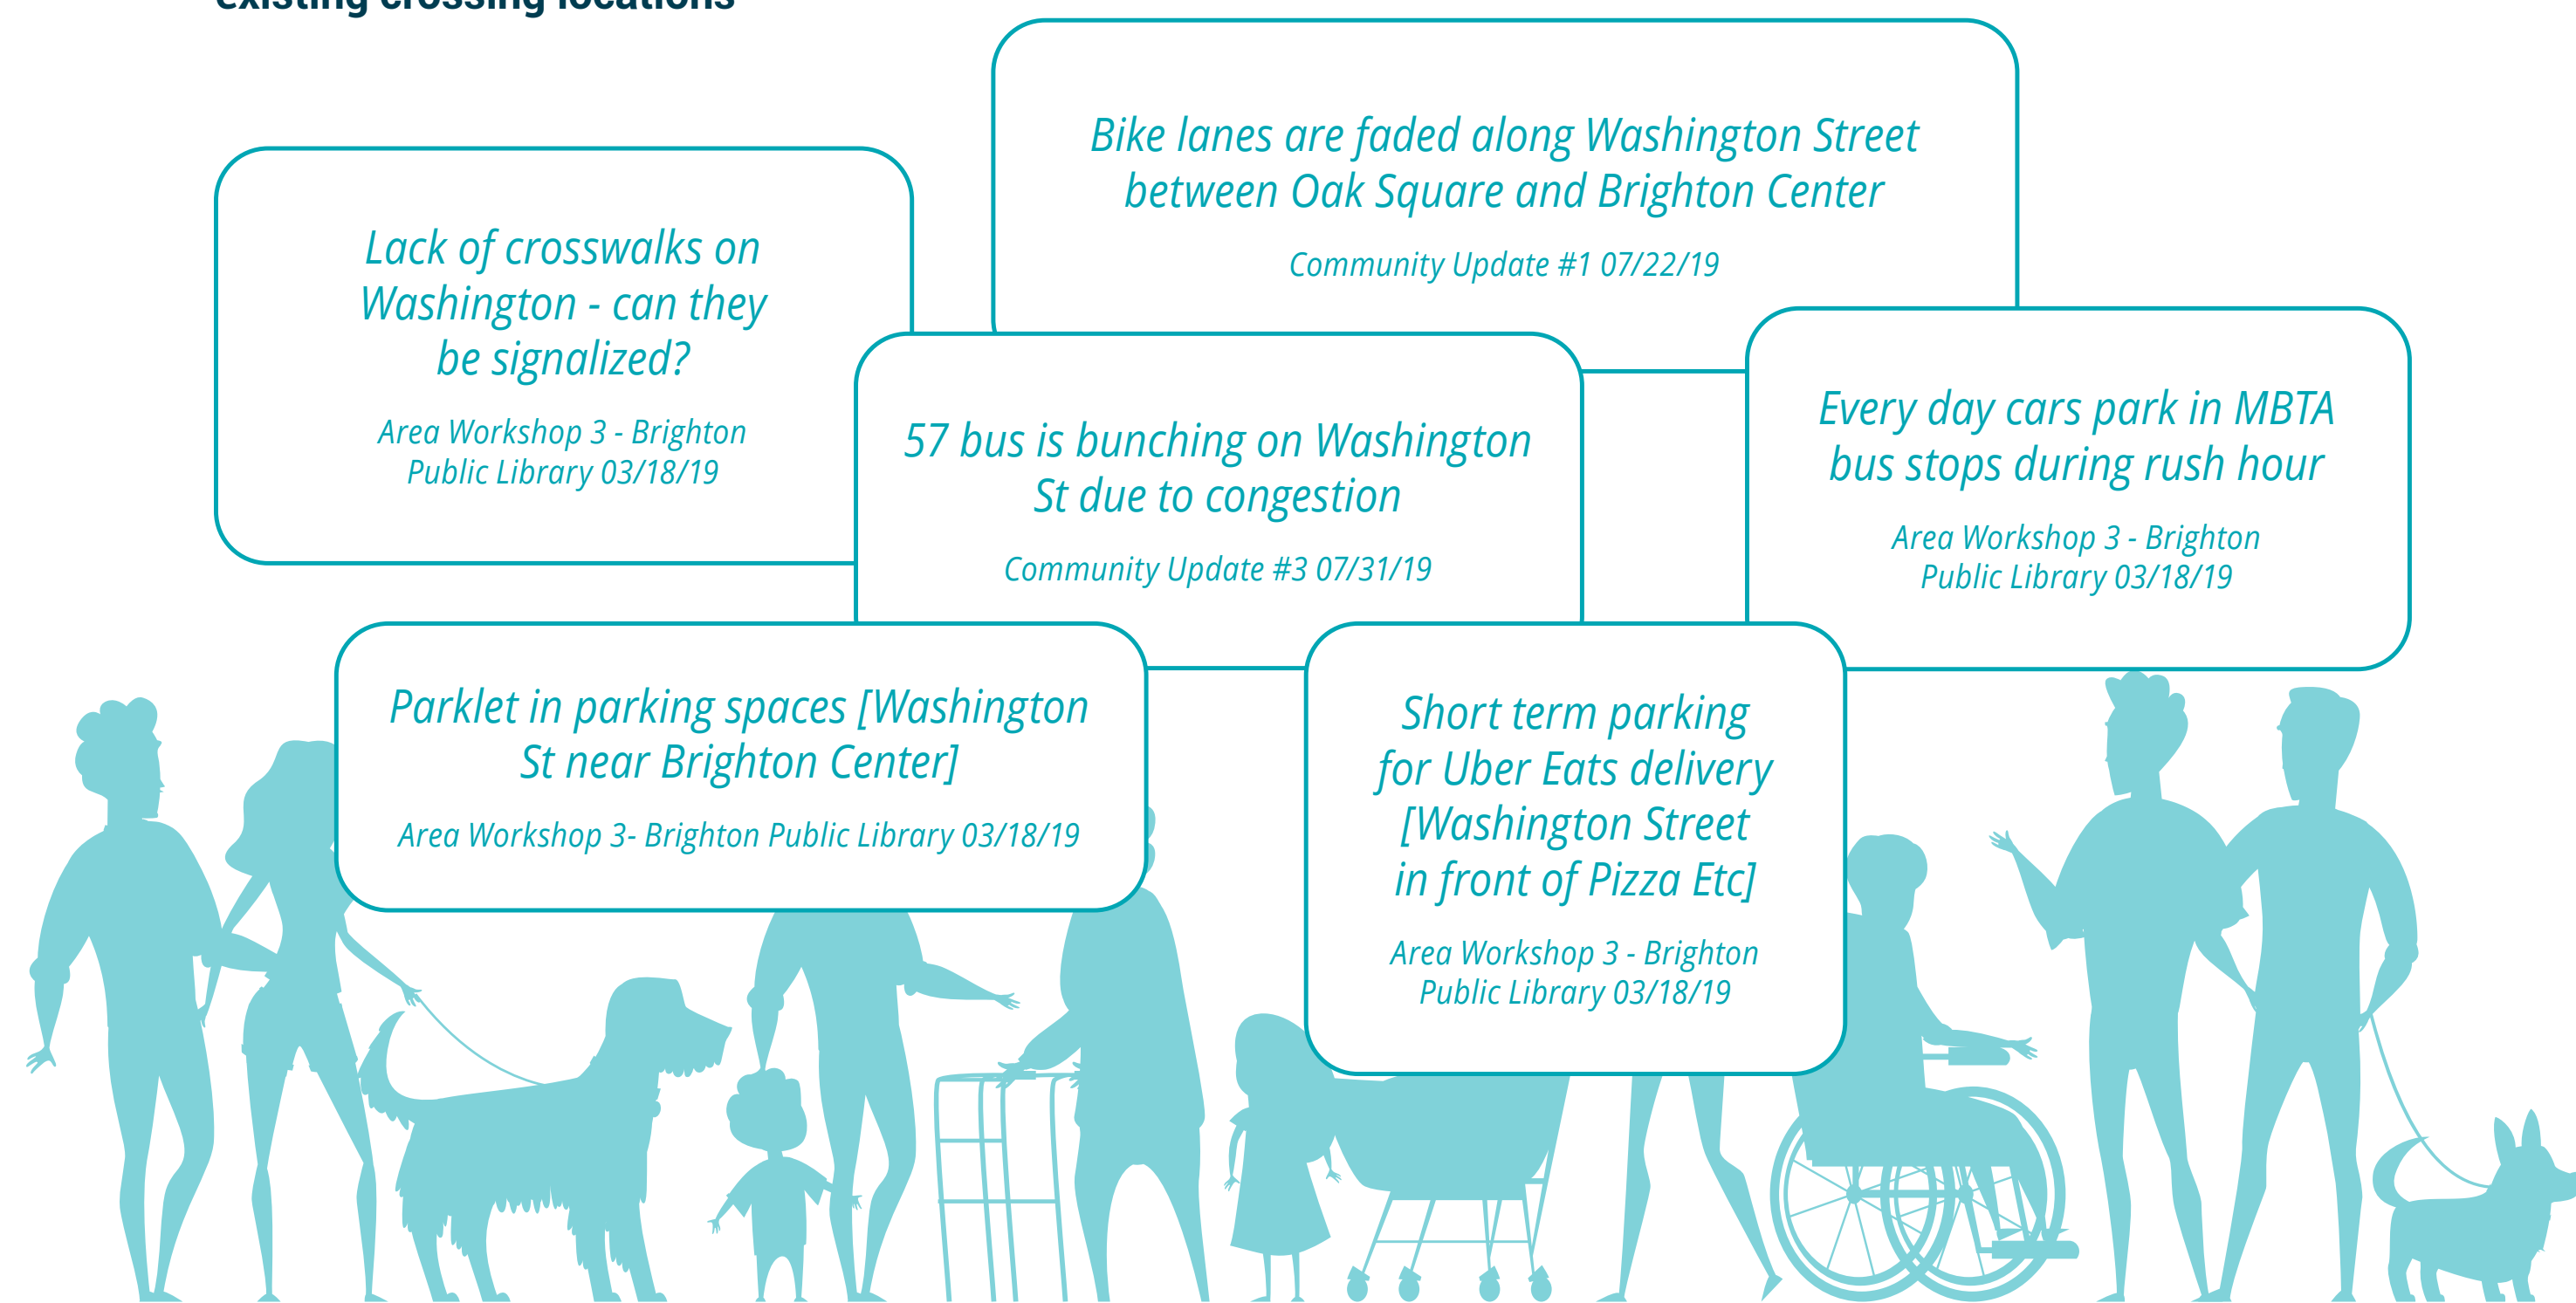 existing crossing locations
Bike lanes are faded along Washington Street
between Oak Square and Brighton Center
Community Update #1 07/22/19
Lack of crosswalks on
Washington - can they
be signalized?
Area Workshop 3 - Brighton
Public Library 03/18/19
57 bus is bunching on Washington
St due to congestion
Community Update #3 07/31/19
Every day cars park in MBTA
bus stops during rush hour
Area Workshop 3 - Brighton
Public Library 03/18/19
Parklet in parking spaces [Washington
St near Brighton Center]
Area Workshop 3- Brighton Public Library 03/18/19
Short term parking
for Uber Eats delivery
[Washington Street
in front of Pizza Etc]
Area Workshop 3 - Brighton
Public Library 03/18/19